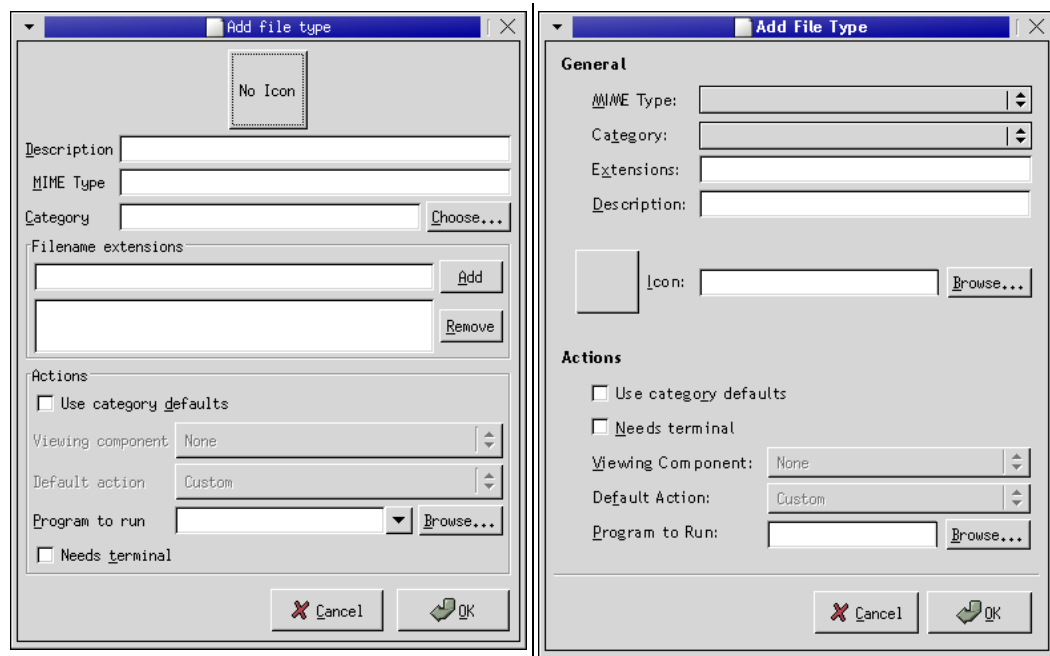 Add file type
No Icon
Description
MIME Type
Category
Choose...
Filename extensions
Add
Remove
Actions
Use category defaults
Viewing component
None
Default action
Custom
Program to run
Browse...
Needs terminal
Cancel
OK
Add File Type
General
MIME Type:
Category:
Extensions:
Description:
Icon:
Browse...
Actions
Use category defaults
Needs terminal
Viewing Component:
None
Default Action:
Custom
Program to Run:
Browse...
Cancel
OK